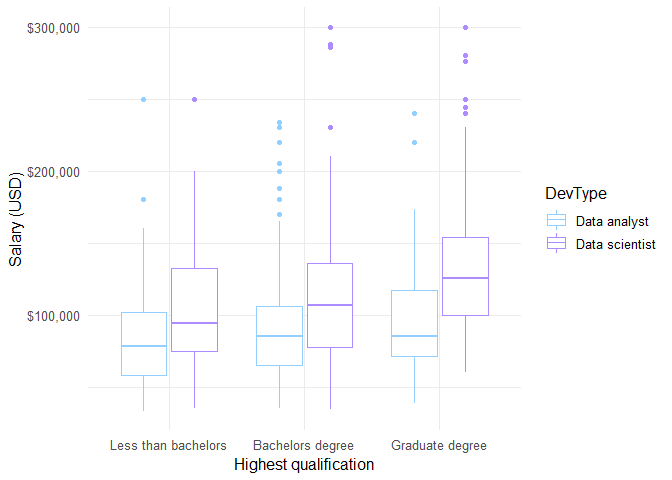 $300,000
$200,000
$100,000
Salary (USD)
Less than bachelors
Bachelors degree
Graduate degree
Highest qualification
DevType
Data analyst
Data scientist